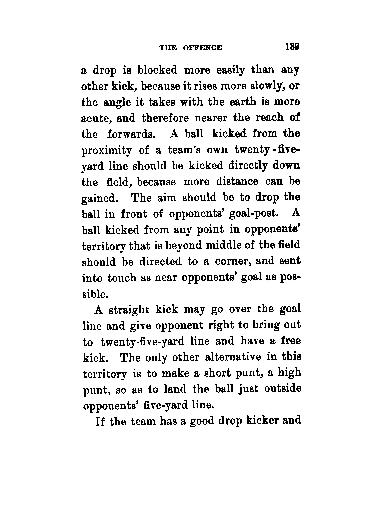 THE OFFENCE 189
a drop is blocked more easily than any
other kick, because it rises more slowly, or
the angle it takes with the earth is more
acute, and therefore nearer the reach of
the forwards. A ball kicked from the
proximity of a team's own twenty-five-
yard line should be kicked directly down
the field, because more distance can be
gained. The aim should be to drop the
ball in front of opponents' goal-post. A
ball kicked from any point in opponents'
territory that is beyond middle of the field
should be directed to a corner, and sent
into touch as near opponents' goal as pos-
sible.
A straight kick may go over the goal
line and give opponent right to bring out
to twenty-five-yard line and have a free
kick. The only other alternative in this
territory is to make a short punt, a high
punt, so as to land the ball just outside
opponents' five-yard line.
If the team has a good drop kicker and